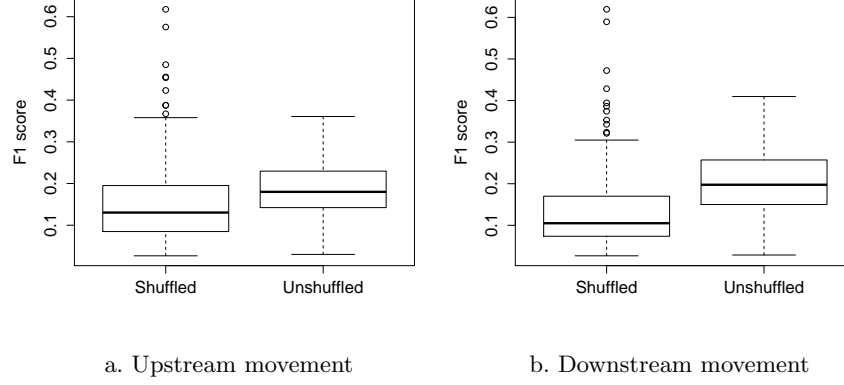 0.6
0.5
0.4
0.3
0.2
0.1
F1 score
Shuffled Unshuffled
a. Upstream movement
0.6
0.5
0.4
0.3
0.2
0.1
F1 score
Shuffled Unshuffled
b. Downstream movement